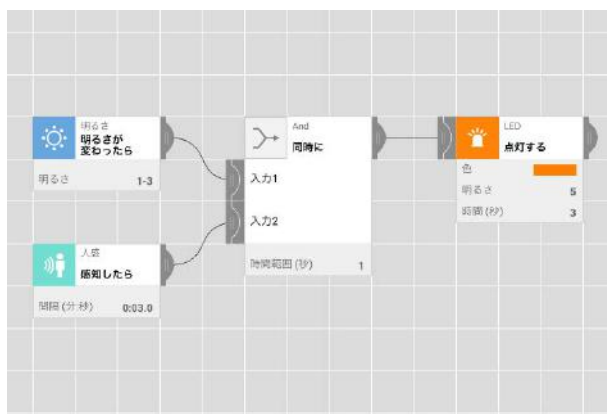 明るさ
明るさが
変わったら
明るさ 1-3
And
同時に
入力1
入力2
時間範囲 (秒) 1
LED
点灯する
色
明るさ 5
時間 (秒) 3
人感
感知したら
間隔 (分:秒) 0:03.0